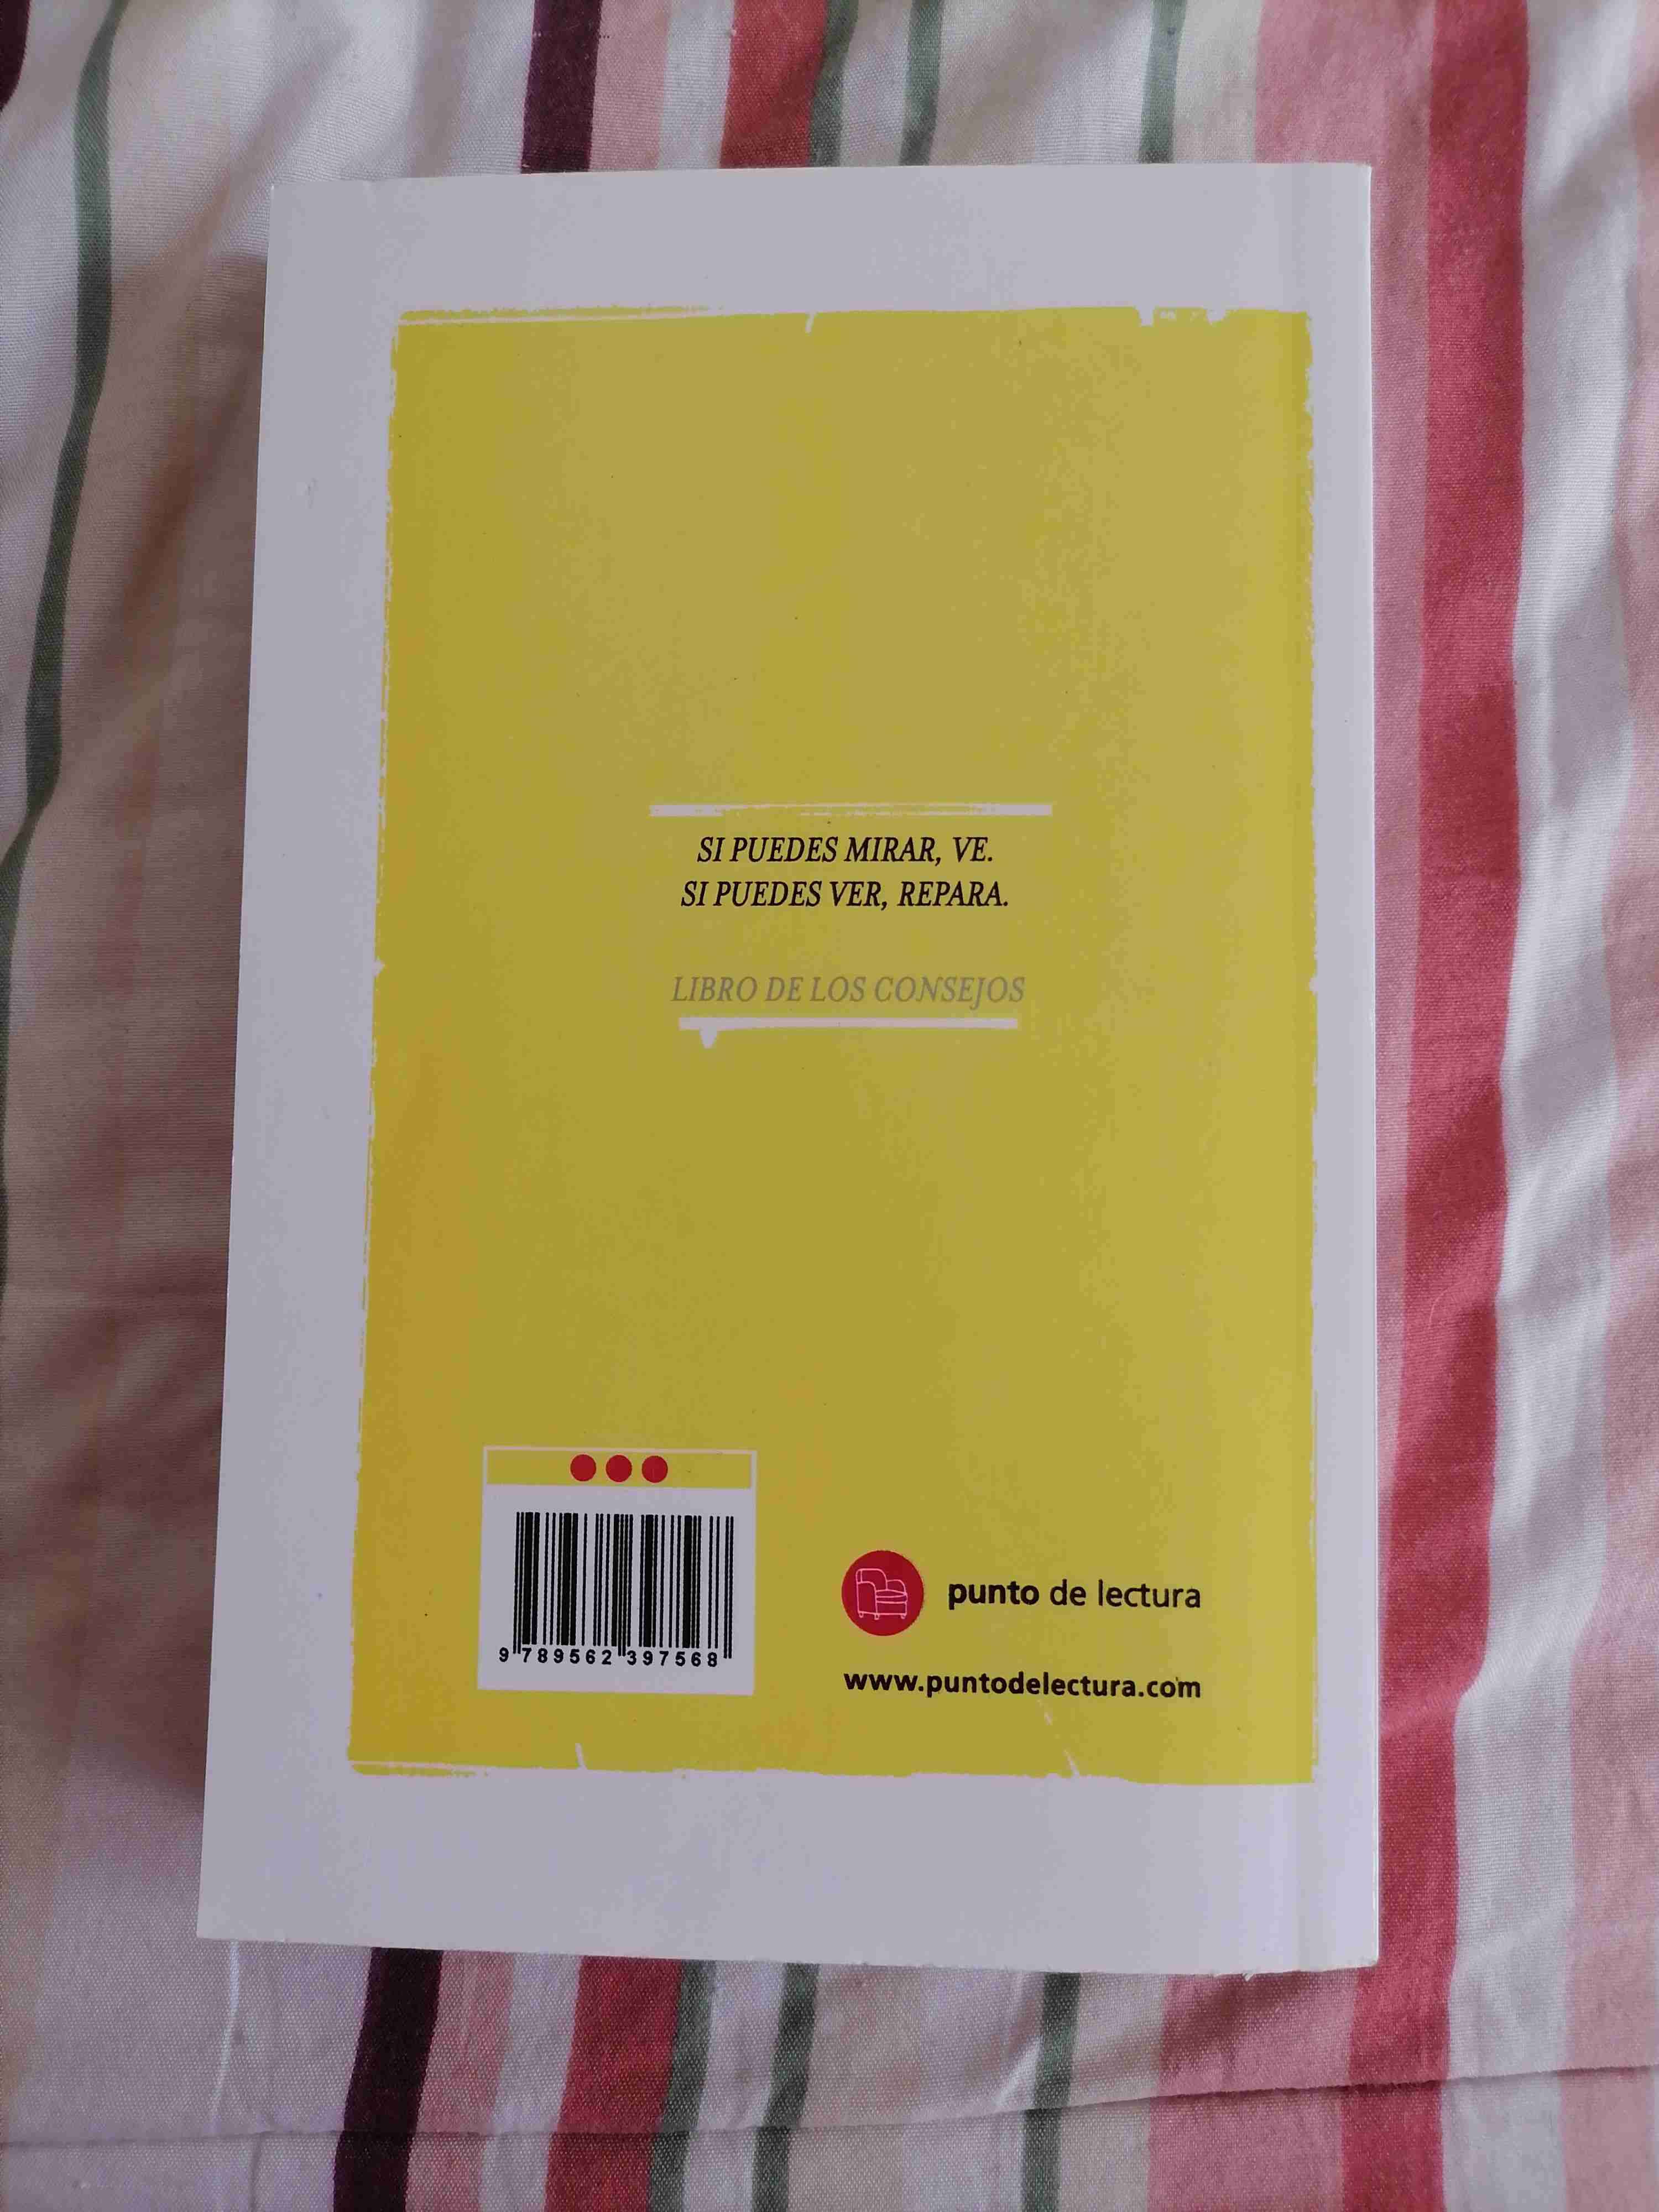 SI PUEDES MIRAR, VE.
SI PUEDES VER, REPARA.
LIBRO DE LOS CONSEJOS
9 789562 397568
punto de lectura
www.puntodelectura.com